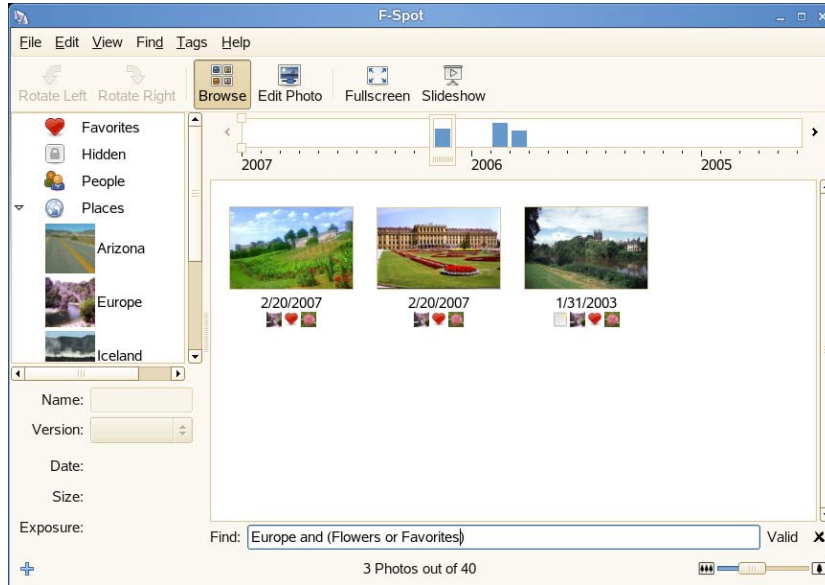 F-Spot
File Edit View Find Tags Help
Rotate Left Rotate Right Browse Edit Photo Fullscreen Slideshow
Favorites
Hidden
People
Places
Arizona
Europe
Iceland
2007 2006 2005
2/20/2007 2/20/2007 1/31/2003
Name:
Version:
Date:
Size:
Exposure:
Find: Europe and (Flowers or Favorites) Valid
3 Photos out of 40